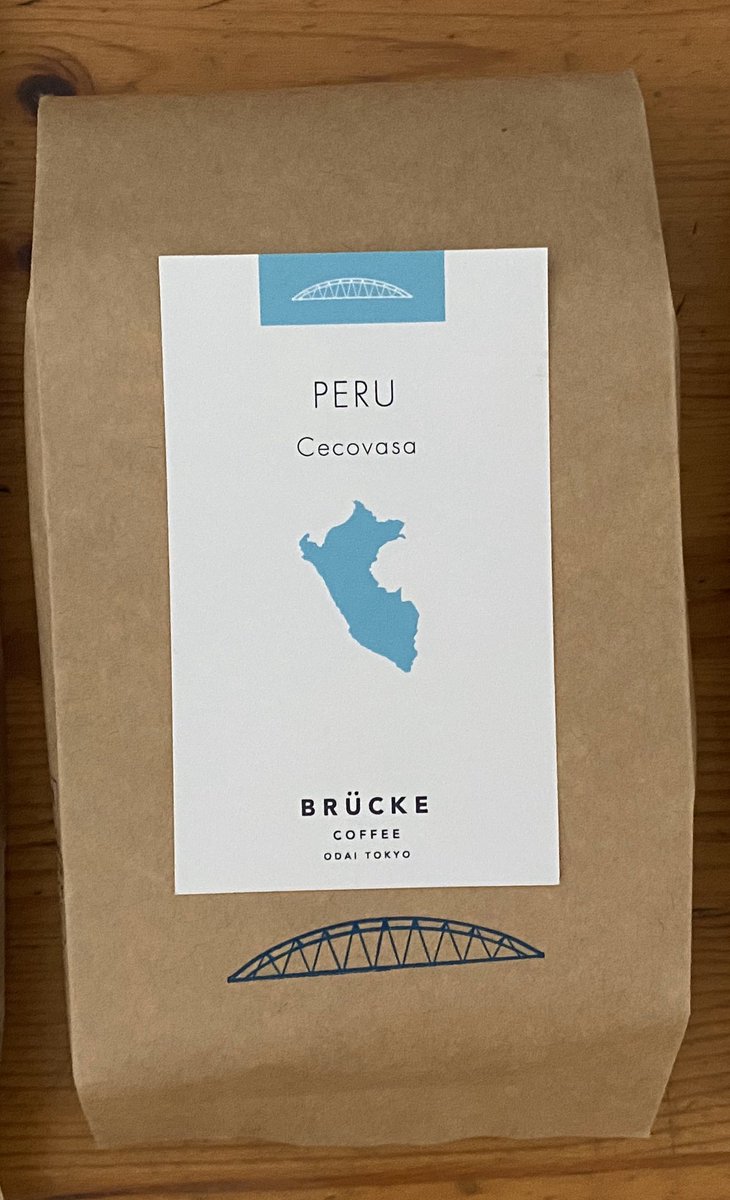 PERU
Cecovasa
BRÜCKE
COFFEE
ODAI TOKYO